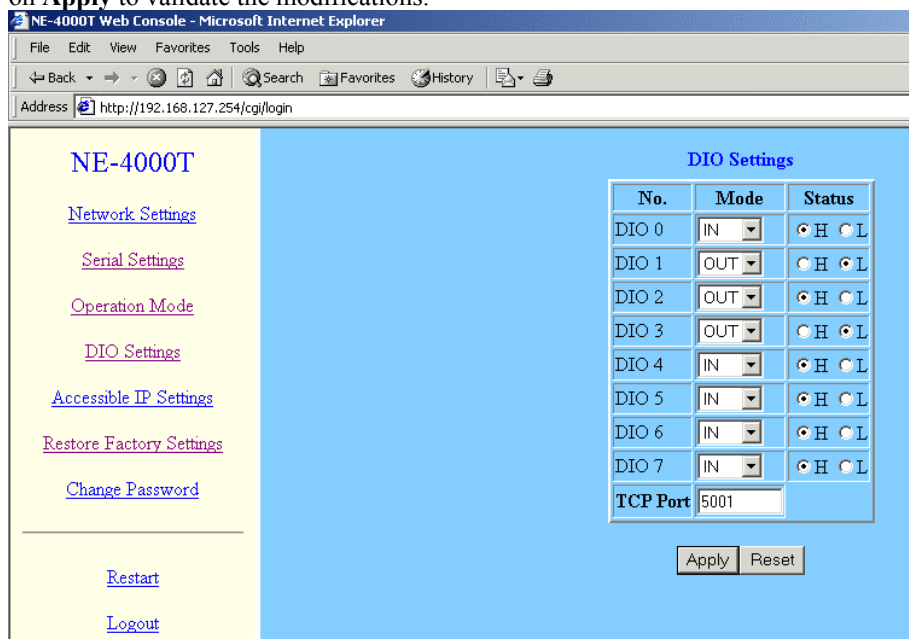 on Apply to validate the modifications.
NE-4000T Web Console - Microsoft Internet Explorer
File Edit View Favorites Tools Help
Back Search Favorites History
Address http://192.168.127.254/cgi/login
NE-4000T
Network Settings
Serial Settings
Operation Mode
DIO Settings
Accessible IP Settings
Restore Factory Settings
Change Password
Restart
Logout
DIO Settings
No. Mode Status
DIO 0 IN H L
DIO 1 OUT H L
DIO 2 OUT H L
DIO 3 OUT H L
DIO 4 IN H L
DIO 5 IN H L
DIO 6 IN H L
DIO 7 IN H L
TCP Port 5001
Apply Reset